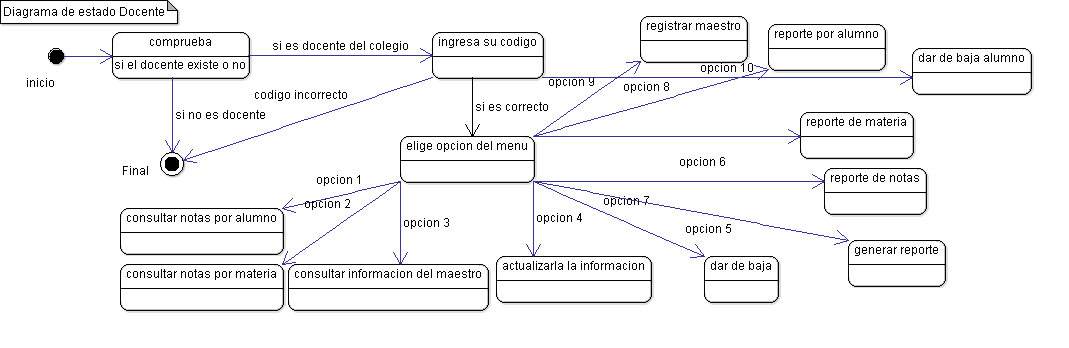 Diagrama de estado Docente
registrar maestro
reporte por alumno
comprueba
si el docente existe o no
si es docente del colegio
ingresa su codigo
dar de baja alumno
inicio
opcion 9
opcion 10
opcion 8
codigo incorrecto
si es correcto
si no es docente
reporte de materia
elige opcion del menu
opcion 6
Final
reporte de notas
opcion 1
opcion 2
opcion 7
consultar notas por alumno
opcion 3
opcion 4
opcion 5
generar reporte
consultar notas por materia
consultar informacion del maestro
actualizarla la informacion
dar de baja